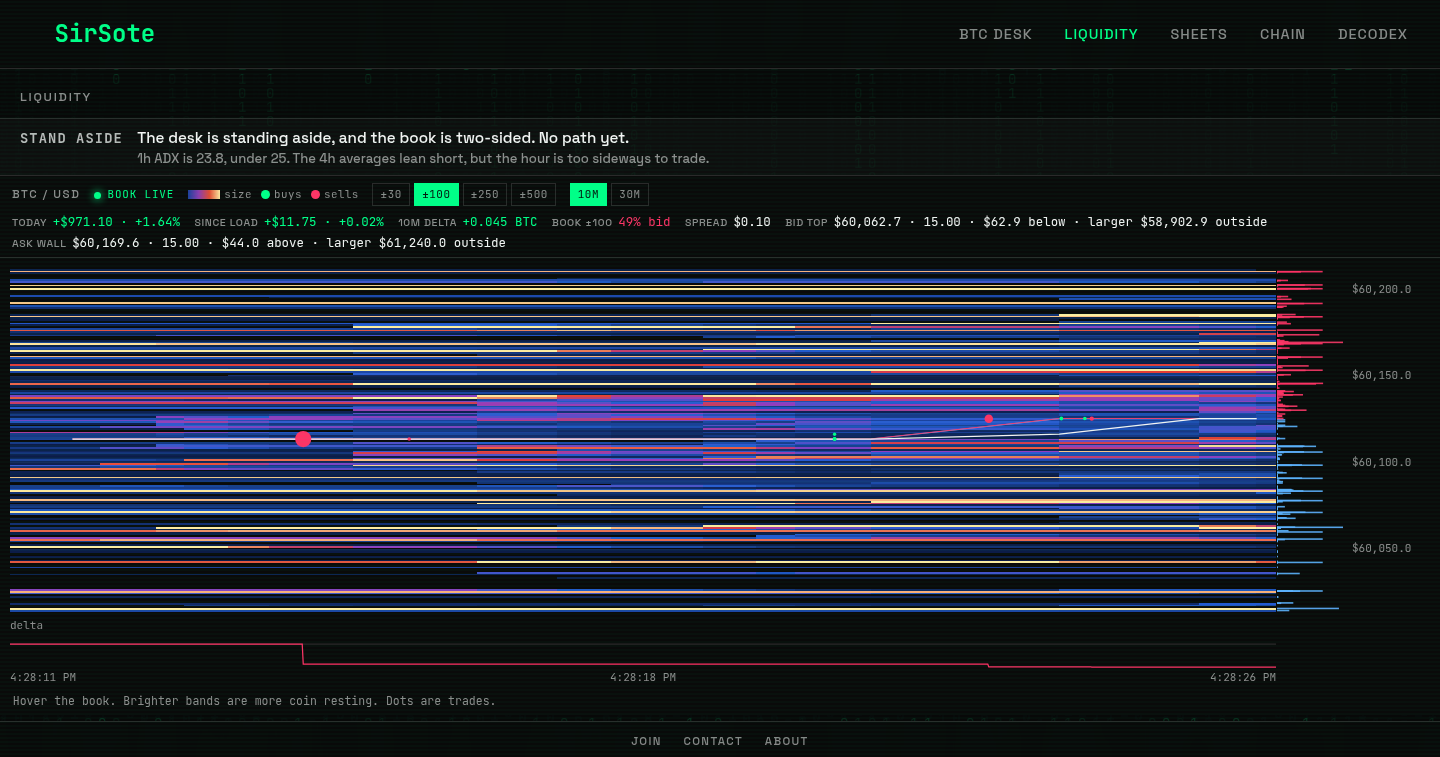 SirSote
BTC DESK LIQUIDITY SHEETS CHAIN DECODEX
LIQUIDITY
STAND ASIDE The desk is standing aside, and the book is two-sided. No path yet.
1h ADX is 23.8, under 25. The 4h averages lean short, but the hour is too sideways to trade.
BTC / USD BOOK LIVE size buys sells ±30 ±100 ±250 ±500 10M 30M
TODAY +$971.10 · +1.64% SINCE LOAD +$11.75 · +0.02% 10M DELTA +0.045 BTC BOOK ±100 49% bid SPREAD $0.10 BID TOP $60,062.7 · 15.00 · $62.9 below · larger $58,902.9 outside
ASK WALL $60,169.6 · 15.00 · $44.0 above · larger $61,240.0 outside
$60,200.0
$60,150.0
$60,100.0
$60,050.0
delta
4:28:11 PM 4:28:18 PM 4:28:26 PM
Hover the book. Brighter bands are more coin resting. Dots are trades.
JOIN CONTACT ABOUT